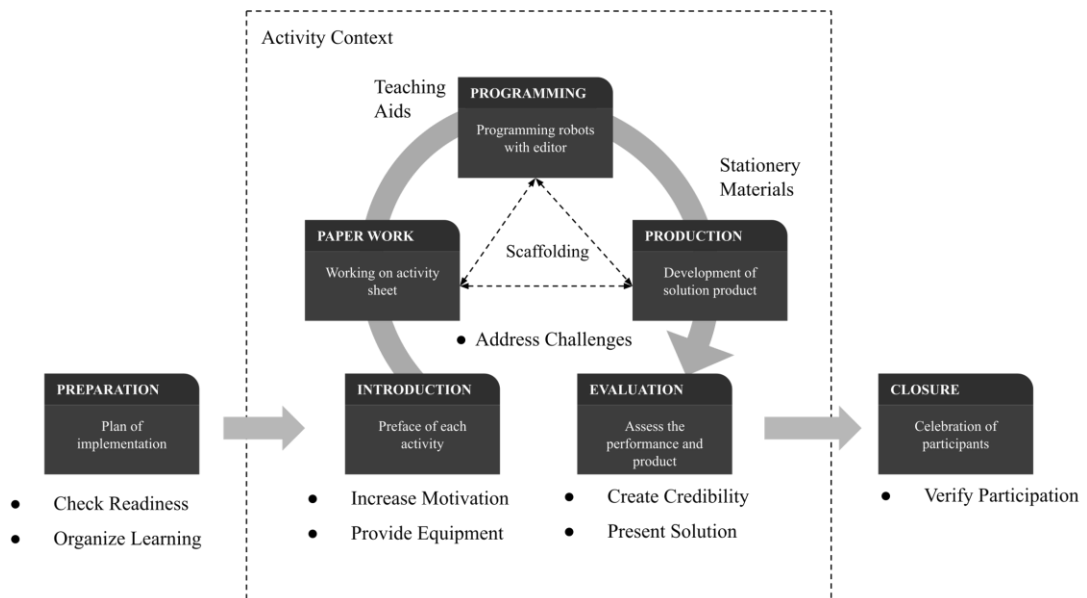 Activity Context
Teaching
Aids
PROGRAMMING
Programming robots
with editor
Stationery
Materials
PAPER WORK
Working on activity
sheet
Scaffolding
PRODUCTION
Development of
solution product
● Address Challenges
PREPARATION
Plan of
implementation
● Check Readiness
● Organize Learning
INTRODUCTION
Preface of each
activity
● Increase Motivation
● Provide Equipment
EVALUATION
Assess the
performance and
product
● Create Credibility
● Present Solution
CLOSURE
Celebration of
participants
● Verify Participation